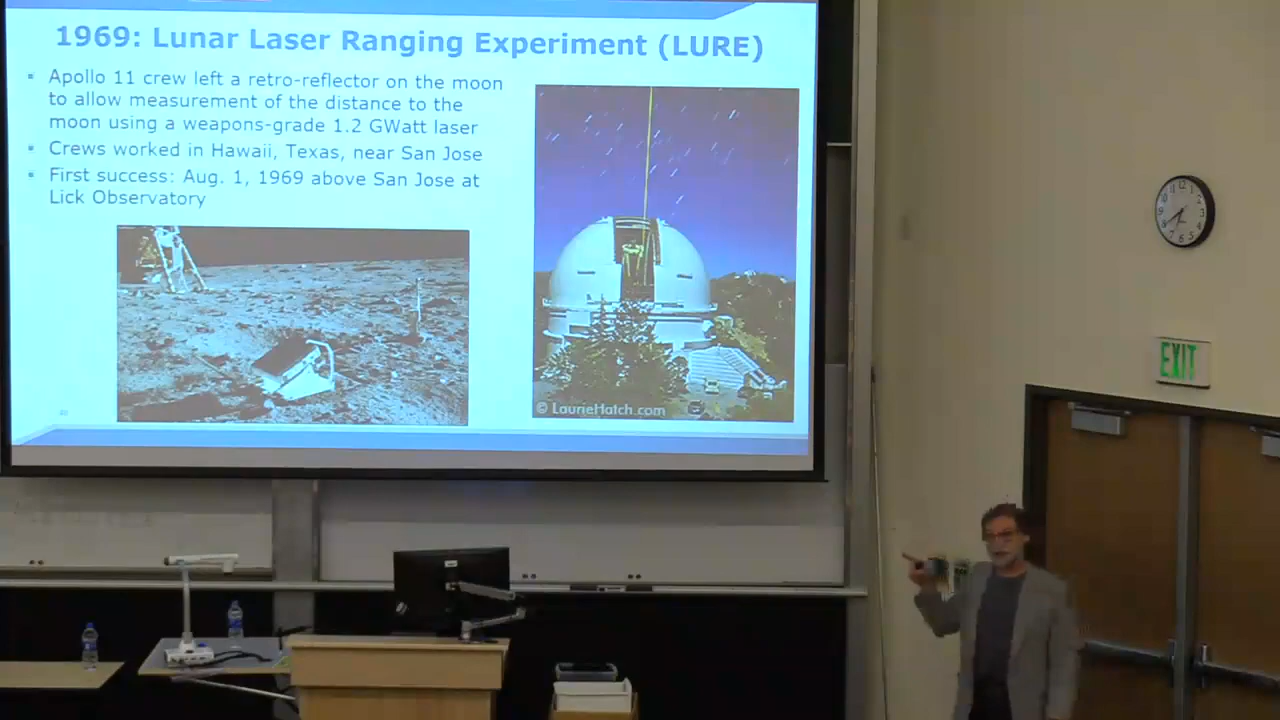 1969: Lunar Laser Ranging Experiment (LURE)
Apollo 11 crew left a retro-reflector on the moon
to allow measurement of the distance to the
moon using a weapons-grade 1.2 GWatt laser
Crews worked in Hawaii, Texas, near San Jose
First success: Aug. 1, 1969 above San Jose at
Lick Observatory
© LaurieHatch.com
EXIT